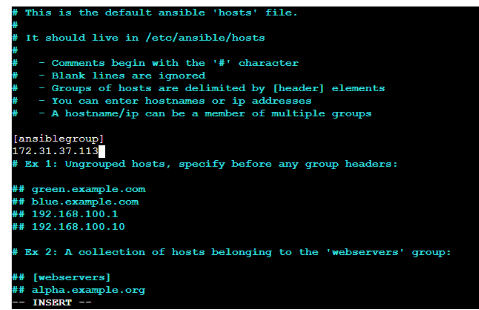 # This is the default ansible 'hosts' file.
#
# It should live in /etc/ansible/hosts
#
#   - Comments begin with the '#' character
#   - Blank lines are ignored
#   - Groups of hosts are delimited by [header] elements
#   - You can enter hostnames or ip addresses
#   - A hostname/ip can be a member of multiple groups
[ansiblegroup]
172.31.37.113
# Ex 1: Ungrouped hosts, specify before any group headers:
## green.example.com
## blue.example.com
## 192.168.100.1
## 192.168.100.10
# Ex 2: A collection of hosts belonging to the 'webservers' group:
## [webservers]
## alpha.example.org
-- INSERT --